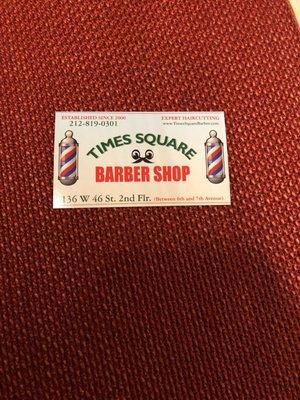 ESTABLISHED SINCE 2006 EXPERT HAIRCUTTING
212-819-0301 www.TimesSquareBarber.com
TIMES SQUARE
BARBER SHOP
136 W 46 St. 2nd Flr. (Between 6th and 7th Avenue)